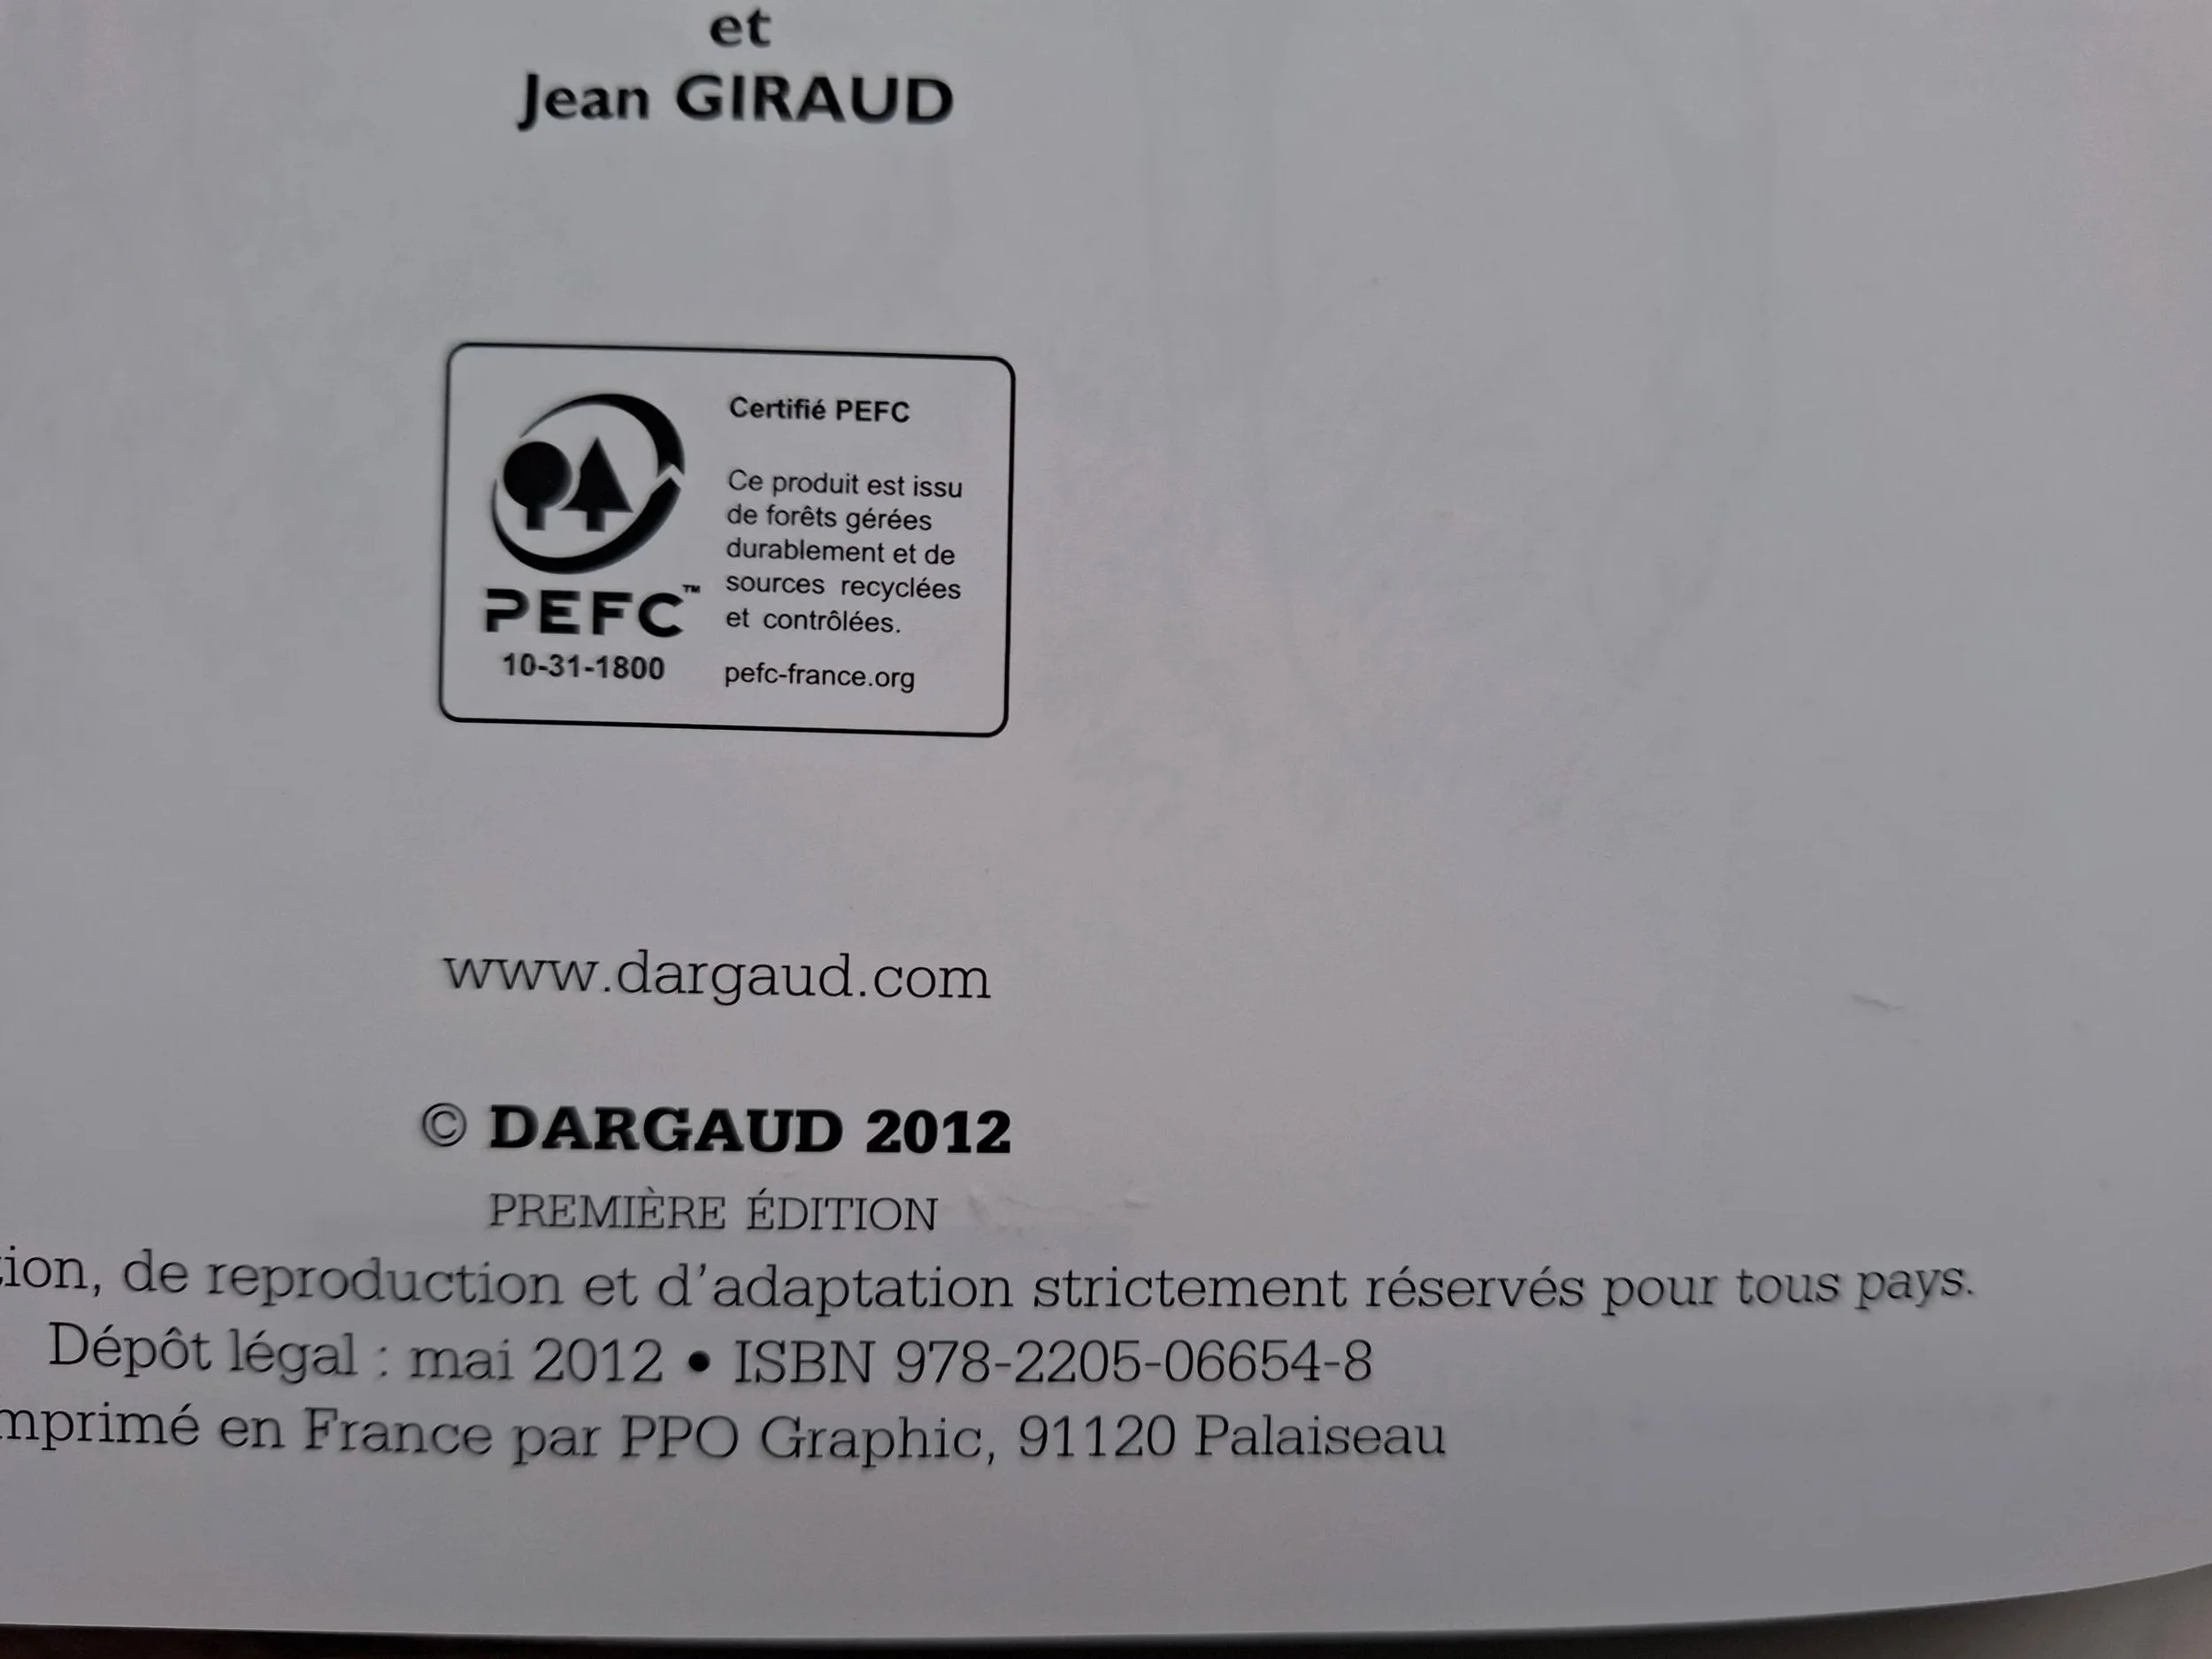 et
Jean GIRAUD
Certifié PEFC
Ce produit est issu
de forêts gérées
durablement et de
sources recyclées
et contrôlées.
pefc-france.org
PEFC™
10-31-1800
www.dargaud.com
© DARGAUD 2012
PREMIÈRE ÉDITION
ion, de reproduction et d'adaptation strictement réservés pour tous pays.
Dépôt légal : mai 2012 • ISBN 978-2205-06654-8
mprimé en France par PPO Graphic, 91120 Palaiseau